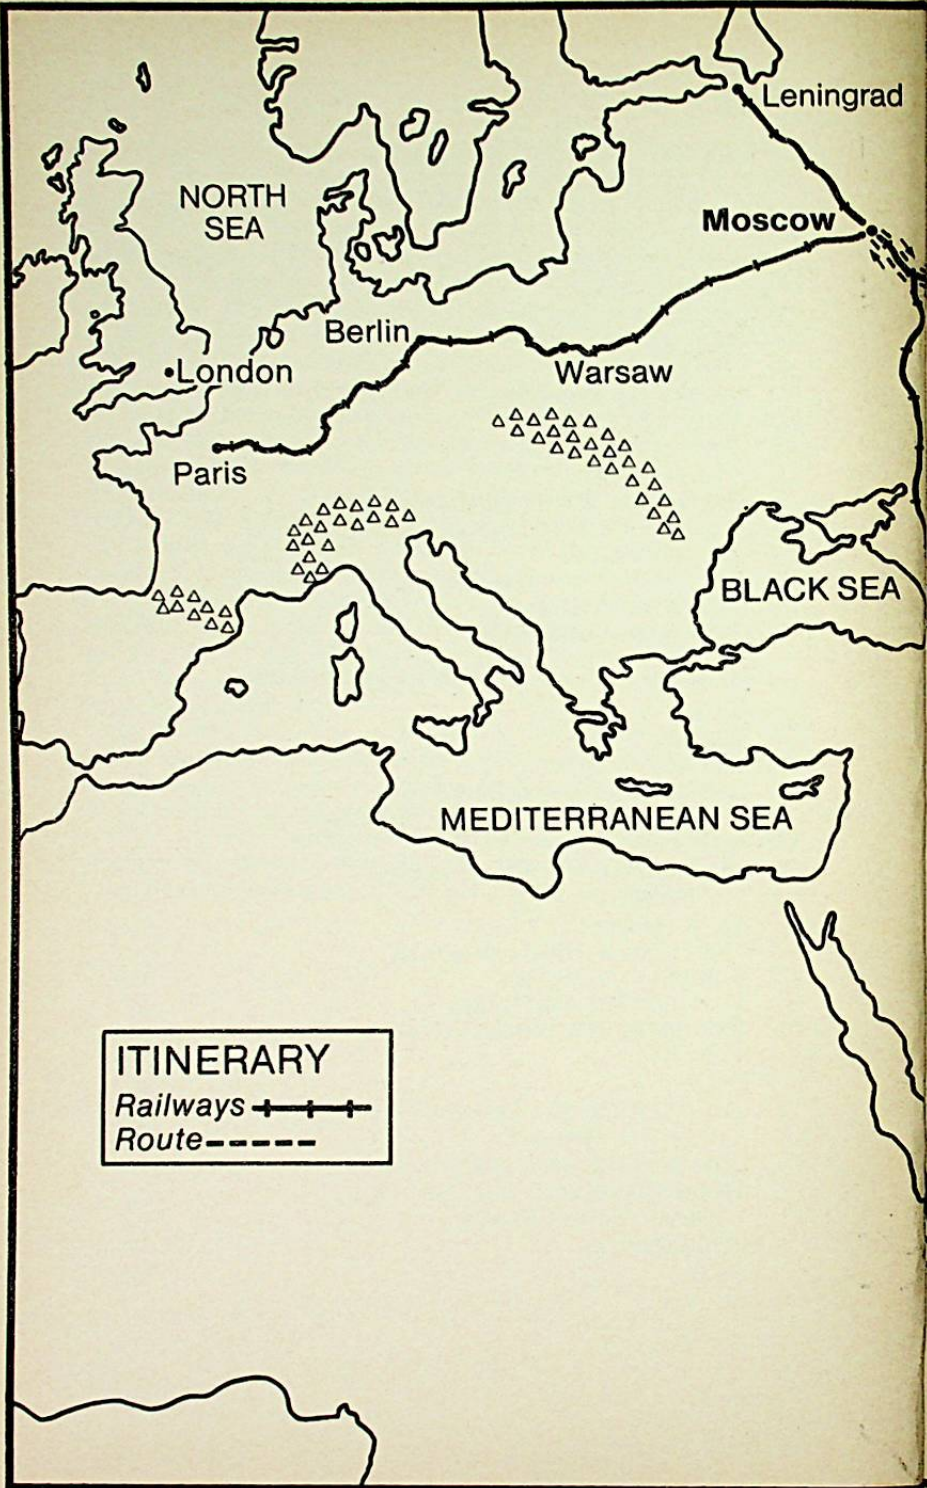 Leningrad
NORTH
SEA
Moscow
Berlin
London
Warsaw
Paris
BLACK SEA
MEDITERRANEAN SEA
ITINERARY
Railways
Route